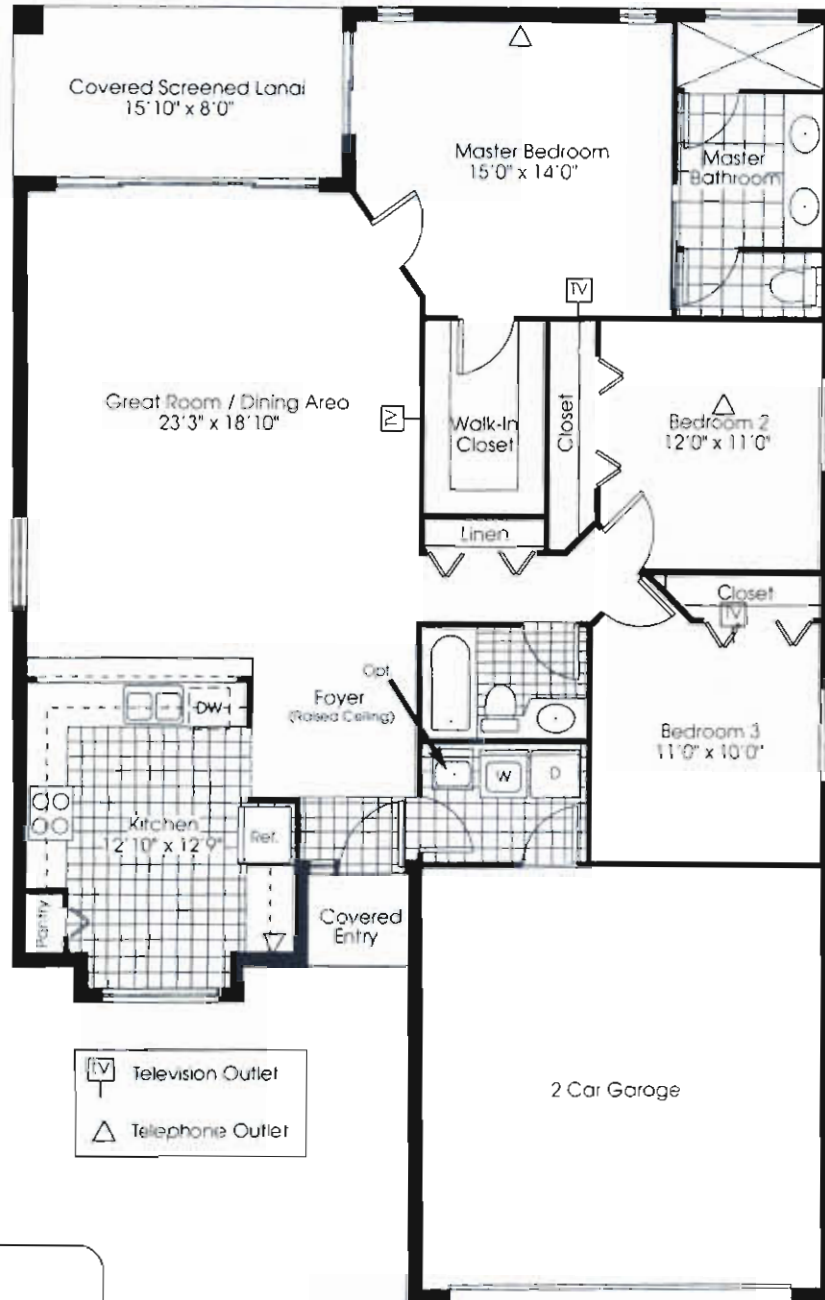 Covered Screened Lanai
15'10" x 8'0"
Master Bedroom
15'0" x 14'0"
Master
Bathroom
TV
Great Room / Dining Area
23'3" x 18'10"
TV
Walk-In
Closet
Closet
Bedroom 2
12'0" x 11'0"
Linen
Closet
TV
Opt
Foyer
(Raised Ceiling)
DW
Bedroom 3
11'0" x 10'0"
W
D
Kitchen
12'10" x 12'9"
Ref.
Pantry
Covered
Entry
TV Television Outlet
Telephone Outlet
2 Car Garage